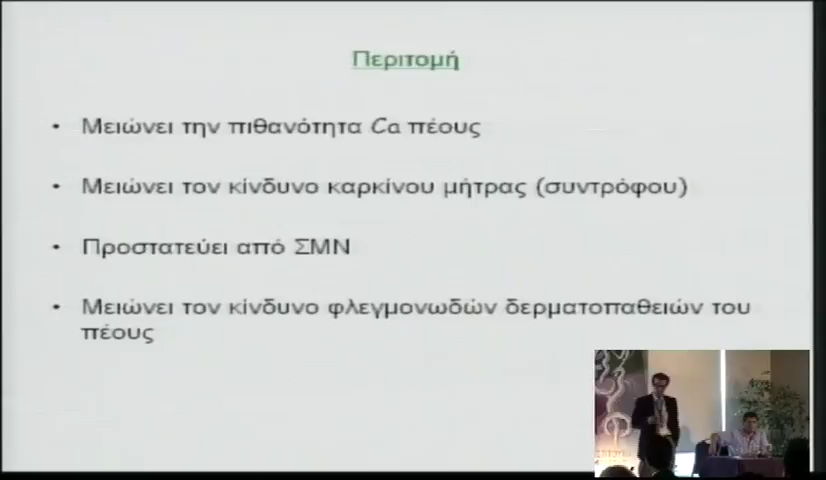 Περιτομή
• Μειώνει την πιθανότητα Ca πέους
• Μειώνει τον κίνδυνο καρκίνου μήτρας (συντρόφου)
• Προστατεύει από ΣΜΝ
• Μειώνει τον κίνδυνο φλεγμονωδών δερματοπαθειών του
πέους